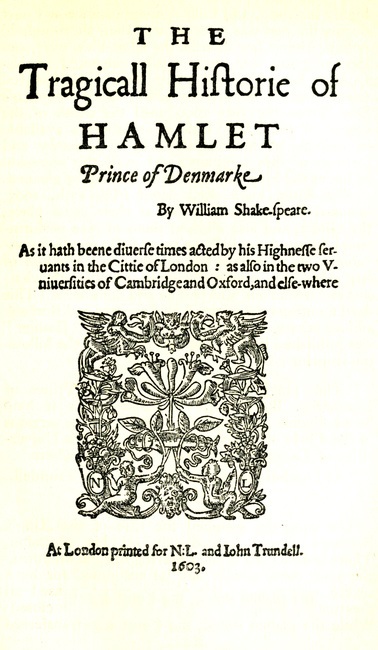 THE
Tragicall Hiſtorie of
HAMLET
Prince of Denmarke
By William Shake-ſpeare.
As it hath beene diuerſe times acted by his Highneſſe ſer-
uants in the Cittie of London : as alſo in the two V-
niuerſities of Cambridge and Oxford, and elſe-where
N L
At London printed for N:L. and Iohn Trundell.
1603.